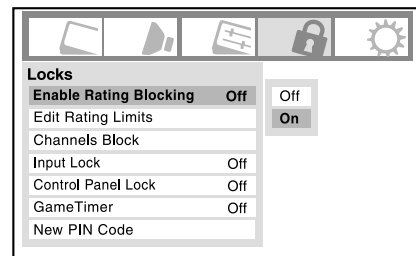 Locks
Enable Rating Blocking Off Off
Edit Rating Limits On
Channels Block
Input Lock Off
Control Panel Lock Off
GameTimer Off
New PIN Code